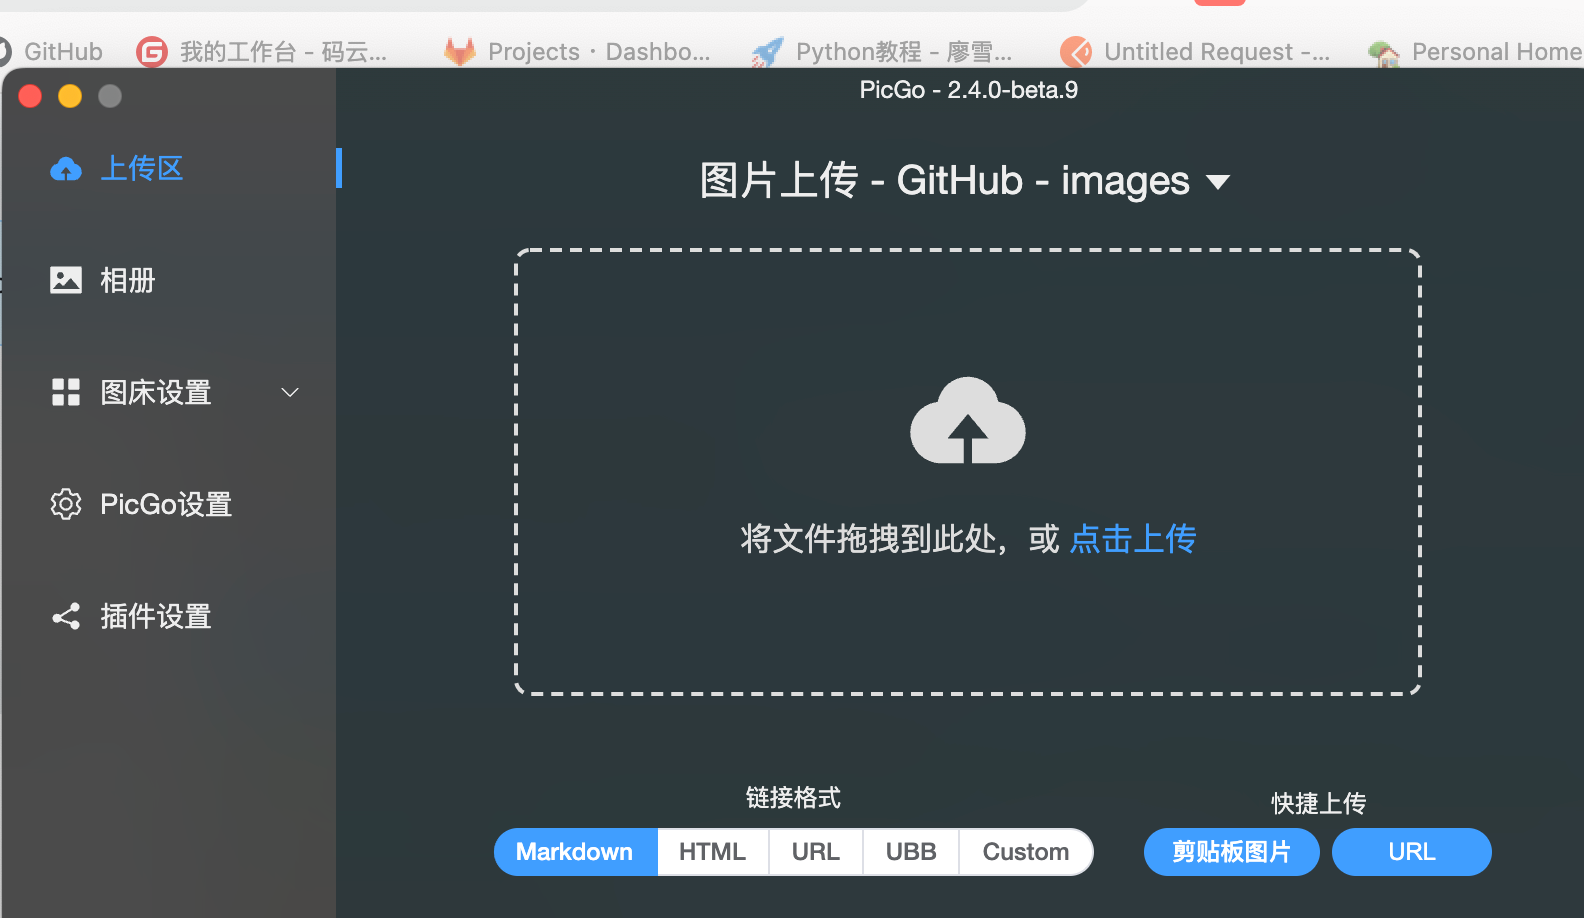 GitHub
我的工作台 - 码云...
Projects · Dashbo...
Python教程 - 廖雪...
Untitled Request -...
Personal Home
PicGo - 2.4.0-beta.9
上传区
相册
图床设置
PicGo设置
插件设置
图片上传 - GitHub - images
将文件拖拽到此处，或 点击上传
链接格式
Markdown
HTML
URL
UBB
Custom
快捷上传
剪贴板图片
URL